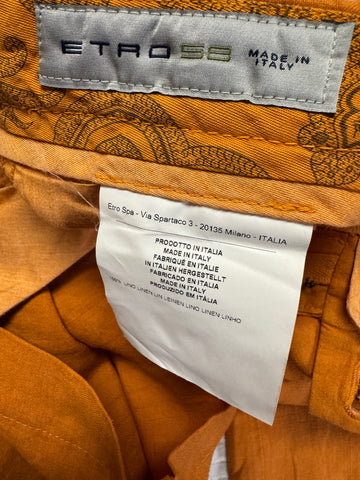 ETRO 58
MADE IN
ITALY
Etro Spa - Via Spartaco 3 - 20135 Milano - ITALIA
PRODOTTO IN ITALIA
MADE IN ITALY
FABRIQUÉ EN ITALIE
IN ITALIEN HERGESTELLT
FABRICADO EN ITALIA
MADE IN ITALY
PRODUZIDO EM ITÁLIA
100% LINO LINEN LIN LEINEN LINO LINEN LINHO